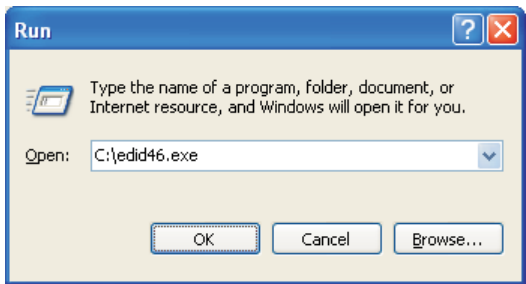 Run
Type the name of a program, folder, document, or
Internet resource, and Windows will open it for you.
Open: C:\edid46.exe
OK Cancel Browse...